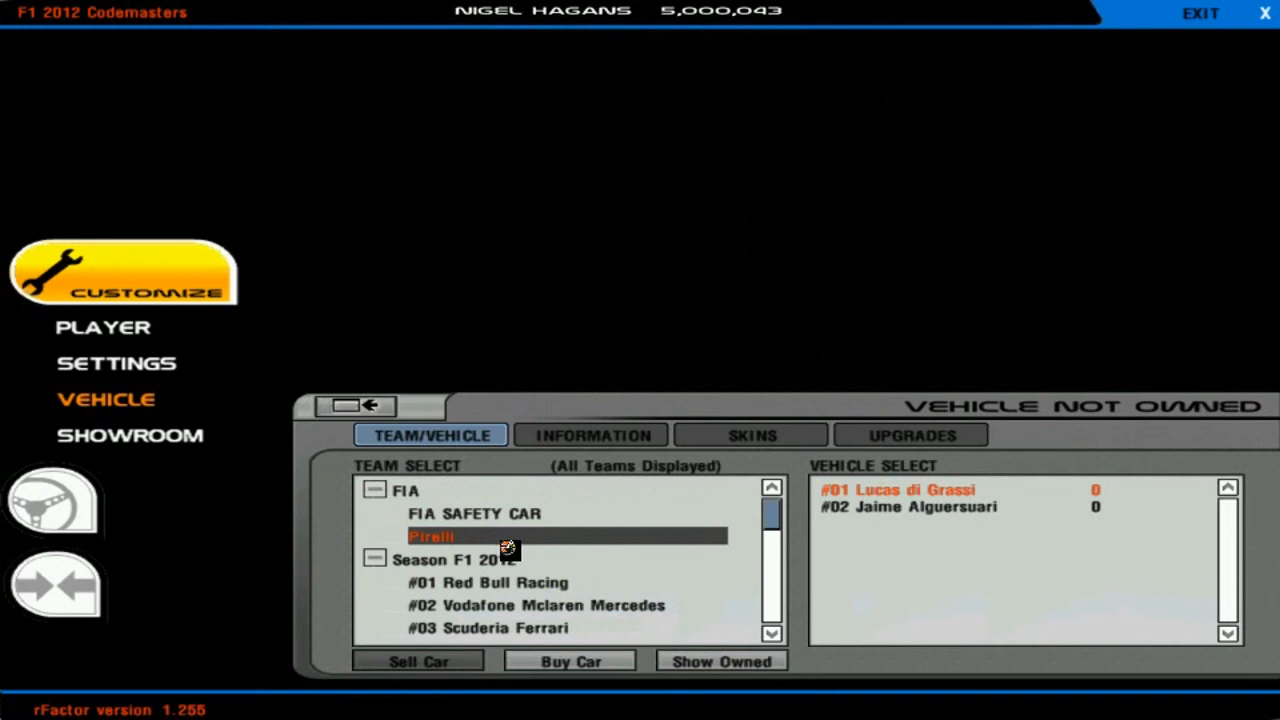 F1 2012 Codemasters
NIGEL HAGANS 5,000,043
EXIT X
CUSTOMIZE
PLAYER
SETTINGS
VEHICLE
SHOWROOM
VEHICLE NOT OWNED
TEAM/VEHICLE INFORMATION SKINS UPGRADES
TEAM SELECT (All Teams Displayed)
FIA
FIA SAFETY CAR
Pirelli
Season F1 2012
#01 Red Bull Racing
#02 Vodafone Mclaren Mercedes
#03 Scuderia Ferrari
Sell Car Buy Car Show Owned
VEHICLE SELECT
#01 Lucas di Grassi 0
#02 Jaime Alguersuari 0
rFactor version 1.255